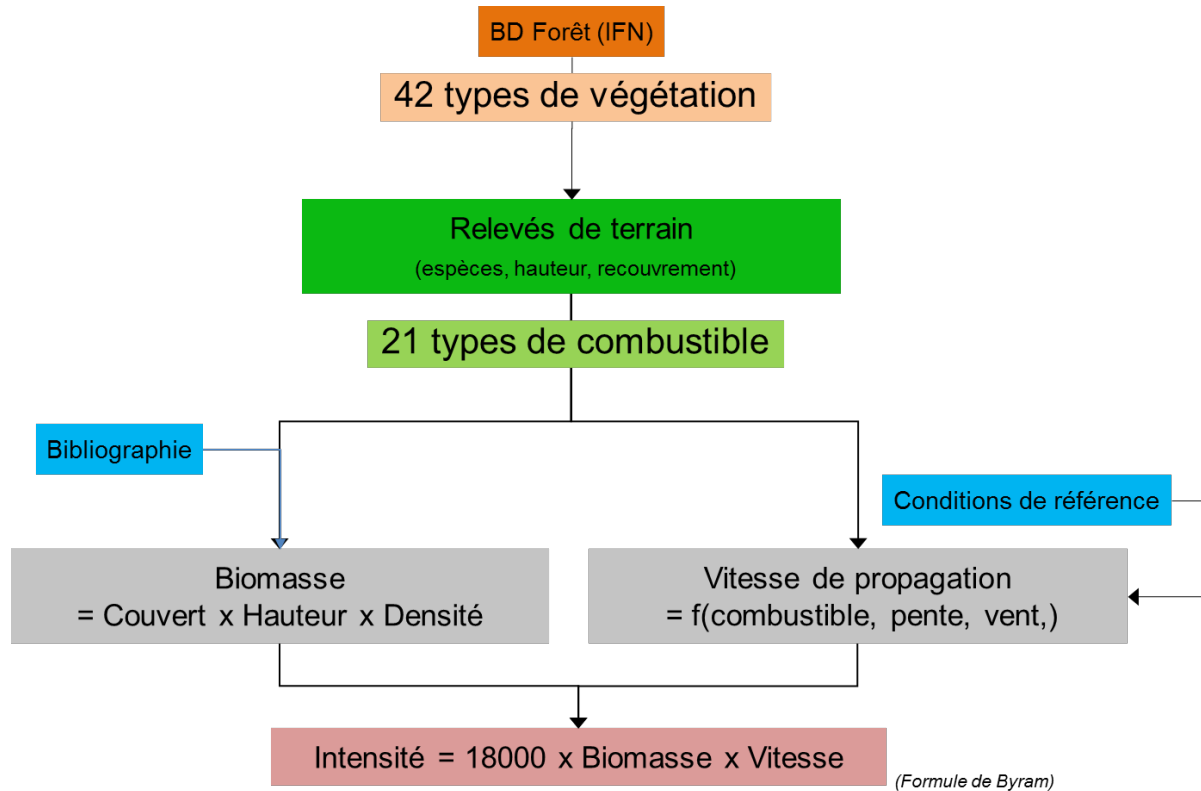 BD Forêt (IFN)
42 types de végétation
Relevés de terrain
(espèces, hauteur, recouvrement)
21 types de combustible
Bibliographie
Conditions de référence
Biomasse
= Couvert x Hauteur x Densité
Vitesse de propagation
= f(combustible, pente, vent,)
Intensité = 18000 x Biomasse x Vitesse
(Formule de Byram)